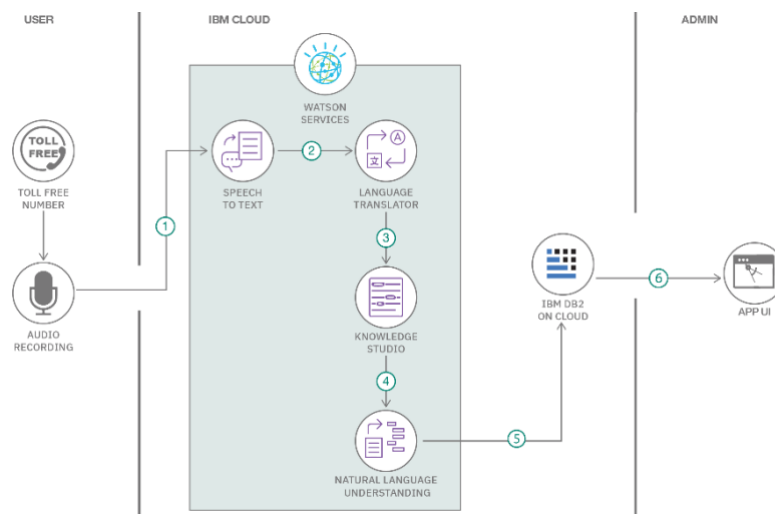 USER
IBM CLOUD
ADMIN
WATSON
SERVICES
TOLL
FREE
TOLL FREE
NUMBER
1
AUDIO
RECORDING
SPEECH
TO TEXT
2
A
文
LANGUAGE
TRANSLATOR
3
KNOWLEDGE
STUDIO
4
NATURAL LANGUAGE
UNDERSTANDING
5
IBM DB2
ON CLOUD
6
APP UI